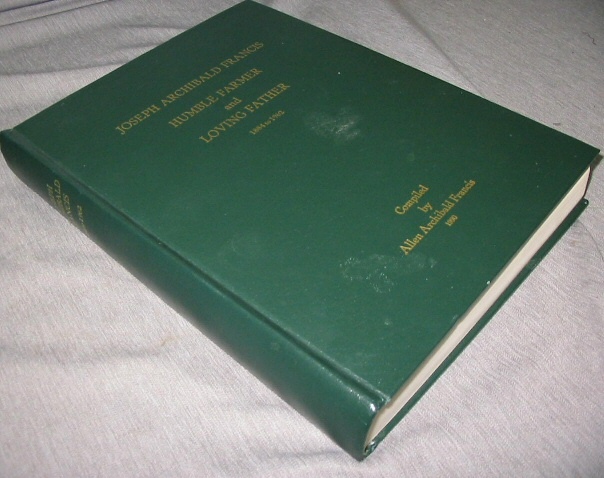 JOSEPH ARCHIBALD FRANCIS
HUMBLE FARMER
and
LOVING FATHER
Compiled
by
Allen Archibald Francis